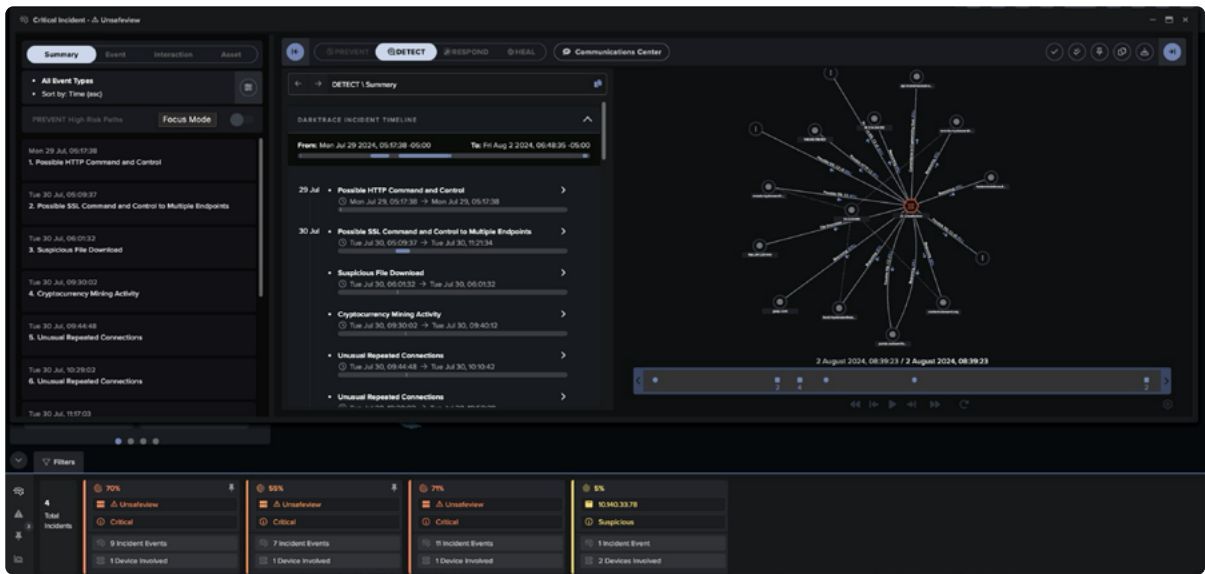 Critical Incident - ⚠ Unsafeview
Summary Event Interaction Asset
• All Event Types
• Sort by: Time (asc)
PREVENT High Risk Paths Focus Mode
Mon 29 Jul, 05:17:38
1. Possible HTTP Command and Control
Tue 30 Jul, 05:09:37
2. Possible SSL Command and Control to Multiple Endpoints
Tue 30 Jul, 06:01:32
3. Suspicious File Download
Tue 30 Jul, 09:30:02
4. Cryptocurrency Mining Activity
Tue 30 Jul, 09:44:48
5. Unusual Repeated Connections
Tue 30 Jul, 10:29:02
6. Unusual Repeated Connections
Tue 30 Jul, 11:17:03
PREVENT DETECT RESPOND HEAL Communications Center
DETECT \ Summary
DARKTRACE INCIDENT TIMELINE
From: Mon Jul 29 2024, 05:17:38 -05:00 To: Fri Aug 2 2024, 06:48:35 -05:00
29 Jul • Possible HTTP Command and Control
Mon Jul 29, 05:17:38 → Mon Jul 29, 05:17:38
30 Jul • Possible SSL Command and Control to Multiple Endpoints
Tue Jul 30, 05:09:37 → Tue Jul 30, 11:21:34
• Suspicious File Download
Tue Jul 30, 06:01:32 → Tue Jul 30, 06:01:32
• Cryptocurrency Mining Activity
Tue Jul 30, 09:30:02 → Tue Jul 30, 09:40:12
• Unusual Repeated Connections
Tue Jul 30, 09:44:48 → Tue Jul 30, 10:10:42
• Unusual Repeated Connections
2 August 2024, 08:39:23 / 2 August 2024, 08:39:23
2 4 2
Filters
4
Total
Incidents
70%
⚠ Unsafeview
Critical
9 Incident Events
1 Device Involved
55%
⚠ Unsafeview
Critical
7 Incident Events
1 Device Involved
71%
⚠ Unsafeview
Critical
11 Incident Events
1 Device Involved
5%
10.140.33.78
Suspicious
1 Incident Event
2 Devices Involved